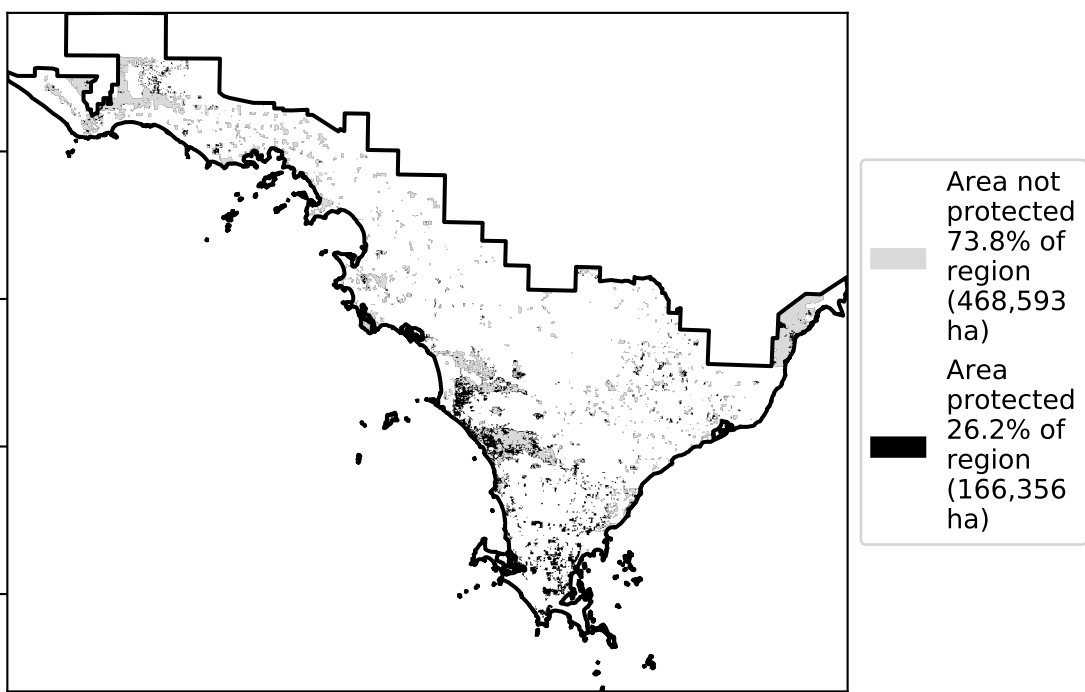 Area not
protected
73.8% of
region
(468,593
ha)
Area
protected
26.2% of
region
(166,356
ha)